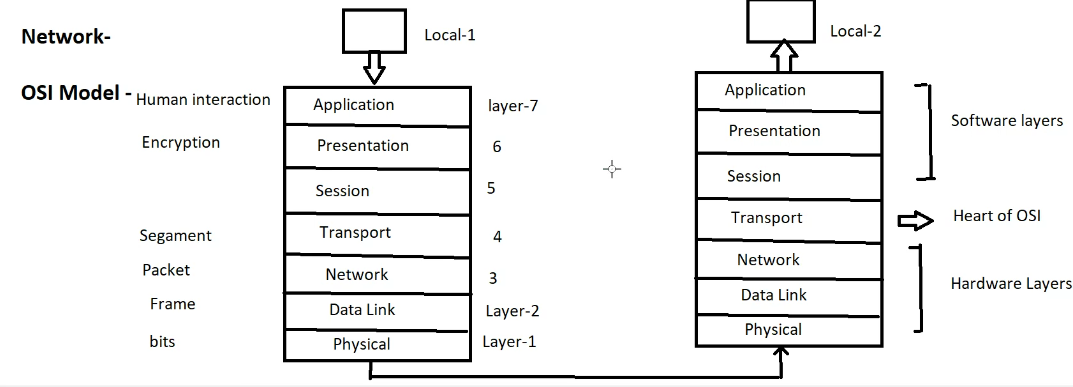 Network-
Local-1
Local-2
OSI Model -
Human interaction
Application
layer-7
Encryption
Presentation
6
Session
5
Segament
Transport
4
Packet
Network
3
Frame
Data Link
Layer-2
bits
Physical
Layer-1
Application
Presentation
Session
Transport
Network
Data Link
Physical
Software layers
Heart of OSI
Hardware Layers